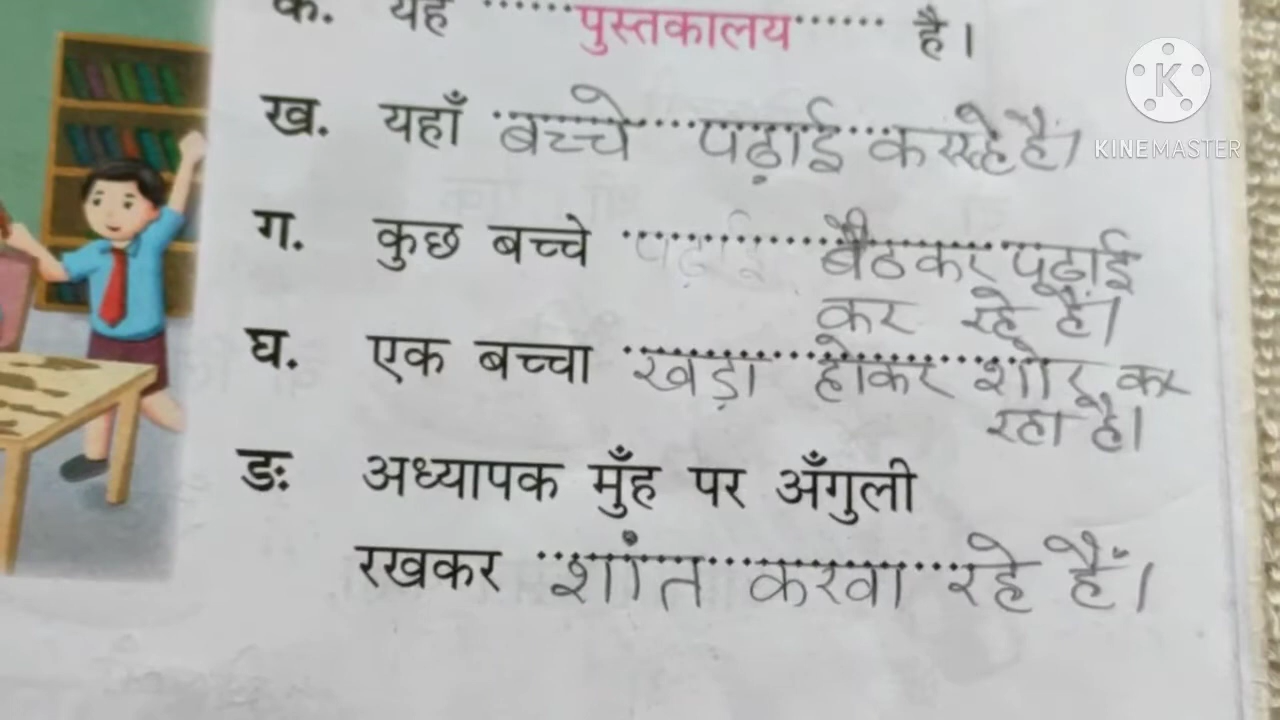 क. यह ......पुस्तकालय...... है।
K
KINEMASTER
ख. यहाँ बच्चे पढ़ाई कर रहे हैं।
ग. कुछ बच्चे पढ़ाई बैठकर पढ़ाई
कर रहे हैं।
घ. एक बच्चा खड़ा होकर शोर कर
रहा है।
ङ. अध्यापक मुँह पर अँगुली
रखकर शांत करवा रहे हैं।